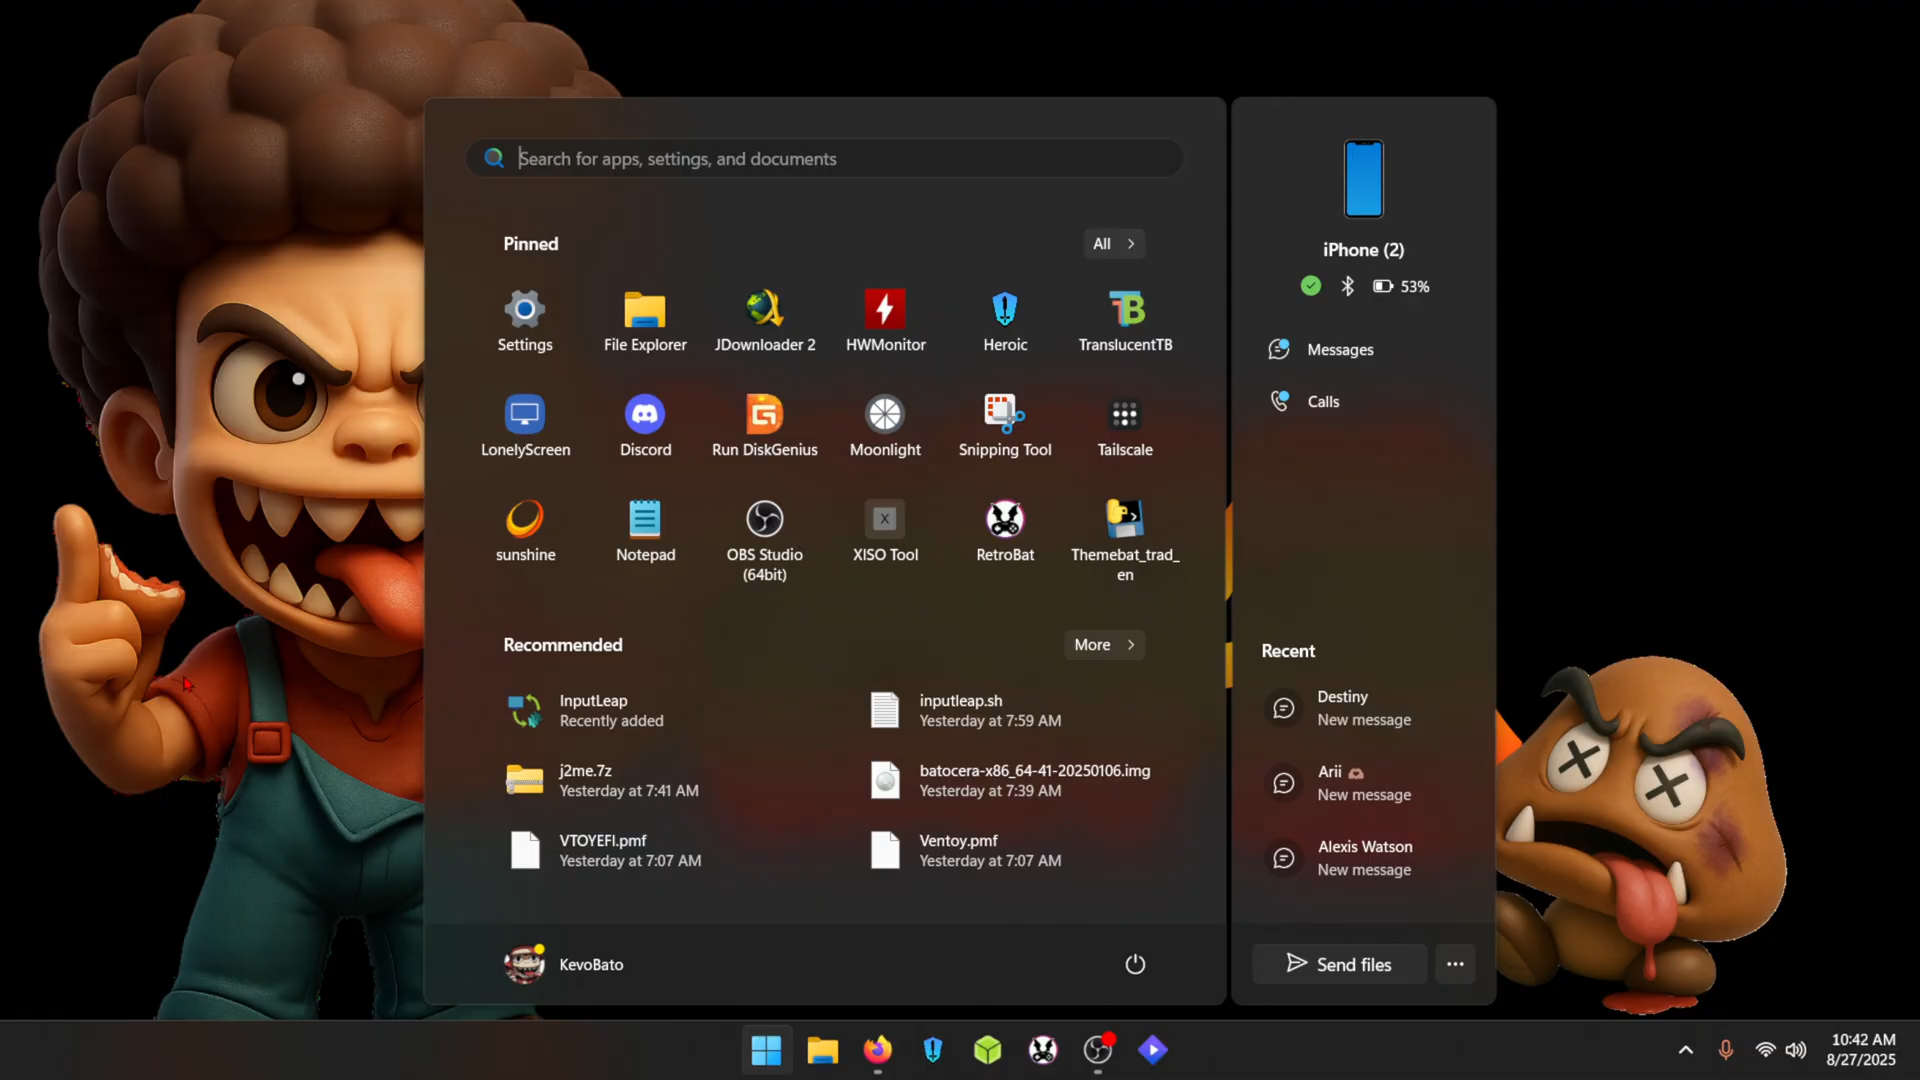 Search for apps, settings, and documents
Pinned
All
Settings
File Explorer
JDownloader 2
HWMonitor
Heroic
TranslucentTB
LonelyScreen
Discord
Run DiskGenius
Moonlight
Snipping Tool
Tailscale
sunshine
Notepad
OBS Studio
(64bit)
XISO Tool
RetroBat
Themebat_trad_
en
Recommended
More
InputLeap
Recently added
inputleap.sh
Yesterday at 7:59 AM
j2me.7z
Yesterday at 7:41 AM
batocera-x86_64-41-20250106.img
Yesterday at 7:39 AM
VTOYEFI.pmf
Yesterday at 7:07 AM
Ventoy.pmf
Yesterday at 7:07 AM
KevoBato
iPhone (2)
53%
Messages
Calls
Recent
Destiny
New message
Arii
New message
Alexis Watson
New message
Send files
10:42 AM
8/27/2025